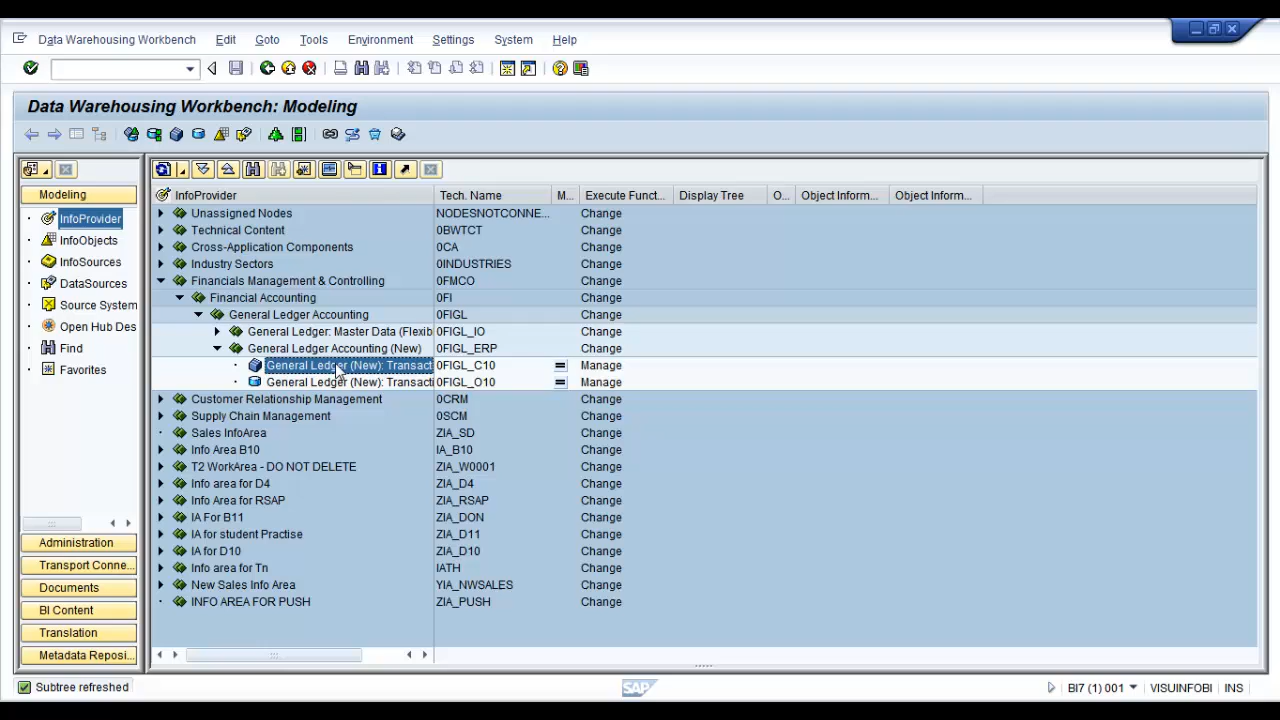 Data Warehousing Workbench Edit Goto Tools Environment Settings System Help
Data Warehousing Workbench: Modeling
Modeling
InfoProvider
InfoObjects
InfoSources
DataSources
Source System
Open Hub Des
Find
Favorites
Administration
Transport Conne...
Documents
BI Content
Translation
Metadata Reposi...
InfoProvider Tech. Name M... Execute Funct... Display Tree O... Object Inform... Object Inform...
Unassigned Nodes NODESNOTCONNE... Change
Technical Content 0BWTCT Change
Cross-Application Components 0CA Change
Industry Sectors 0INDUSTRIES Change
Financials Management & Controlling 0FMCO Change
Financial Accounting 0FI Change
General Ledger Accounting 0FIGL Change
General Ledger: Master Data (Flexib 0FIGL_IO Change
General Ledger Accounting (New) 0FIGL_ERP Change
General Ledger (New): Transact 0FIGL_C10 Manage
General Ledger (New): Transacti 0FIGL_O10 Manage
Customer Relationship Management 0CRM Change
Supply Chain Management 0SCM Change
Sales InfoArea ZIA_SD Change
Info Area B10 IA_B10 Change
T2 WorkArea - DO NOT DELETE ZIA_W0001 Change
Info area for D4 ZIA_D4 Change
Info Area for RSAP ZIA_RSAP Change
IA For B11 ZIA_DON Change
IA for student Practise ZIA_D11 Change
IA for D10 ZIA_D10 Change
Info area for Tn IATH Change
New Sales Info Area YIA_NWSALES Change
INFO AREA FOR PUSH ZIA_PUSH Change
Subtree refreshed SAP BI7 (1) 001 VISUINFOBI INS